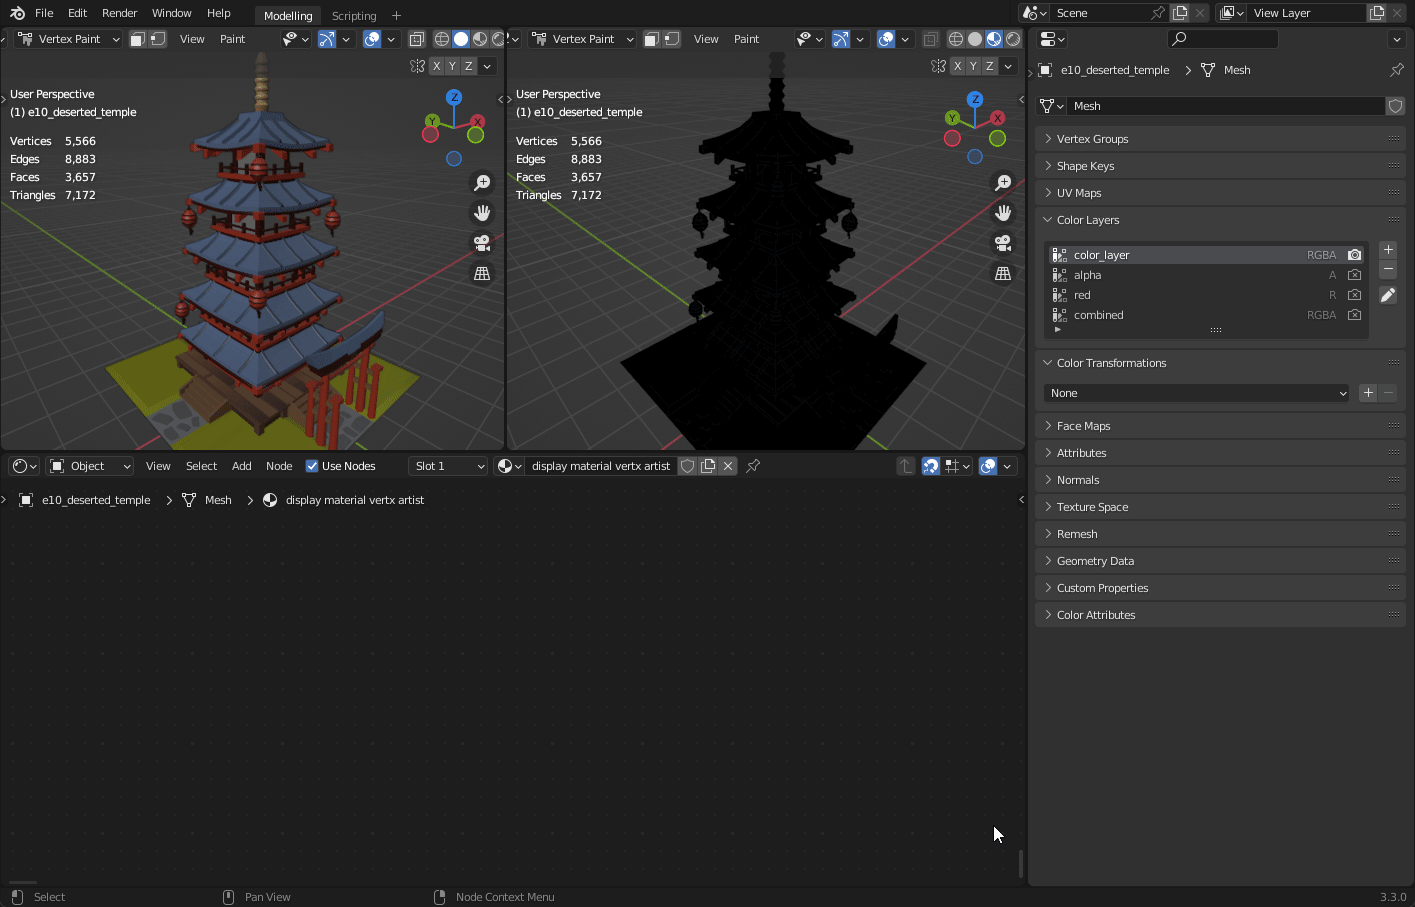 File Edit Render Window Help Modelling Scripting + Scene View Layer
Vertex Paint View Paint
X Y Z
User Perspective
(1) e10_deserted_temple
Vertices 5,566
Edges 8,883
Faces 3,657
Triangles 7,172
Z
Y X
Vertex Paint View Paint
X Y Z
User Perspective
(1) e10_deserted_temple
Vertices 5,566
Edges 8,883
Faces 3,657
Triangles 7,172
Z
Y X
Object View Select Add Node Use Nodes Slot 1 display material vertx artist
e10_deserted_temple > Mesh > display material vertx artist
e10_deserted_temple > Mesh
Mesh
Vertex Groups
Shape Keys
UV Maps
Color Layers
color_layer RGBA
alpha A
red R
combined RGBA
Color Transformations
None
Face Maps
Attributes
Normals
Texture Space
Remesh
Geometry Data
Custom Properties
Color Attributes
Select Pan View Node Context Menu 3.3.0